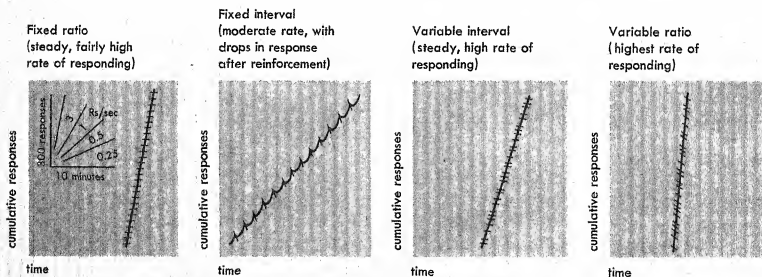 Fixed ratio
(steady, fairly high
rate of responding)
Fixed interval
(moderate rate, with
drops in response
after reinforcement)
Variable interval
(steady, high rate of
responding)
Variable ratio
(highest rate of
responding)
cumulative responses
responses
3
Rs/sec
1
0.5
0.25
10 minutes
time
cumulative responses
time
cumulative responses
time
cumulative responses
time